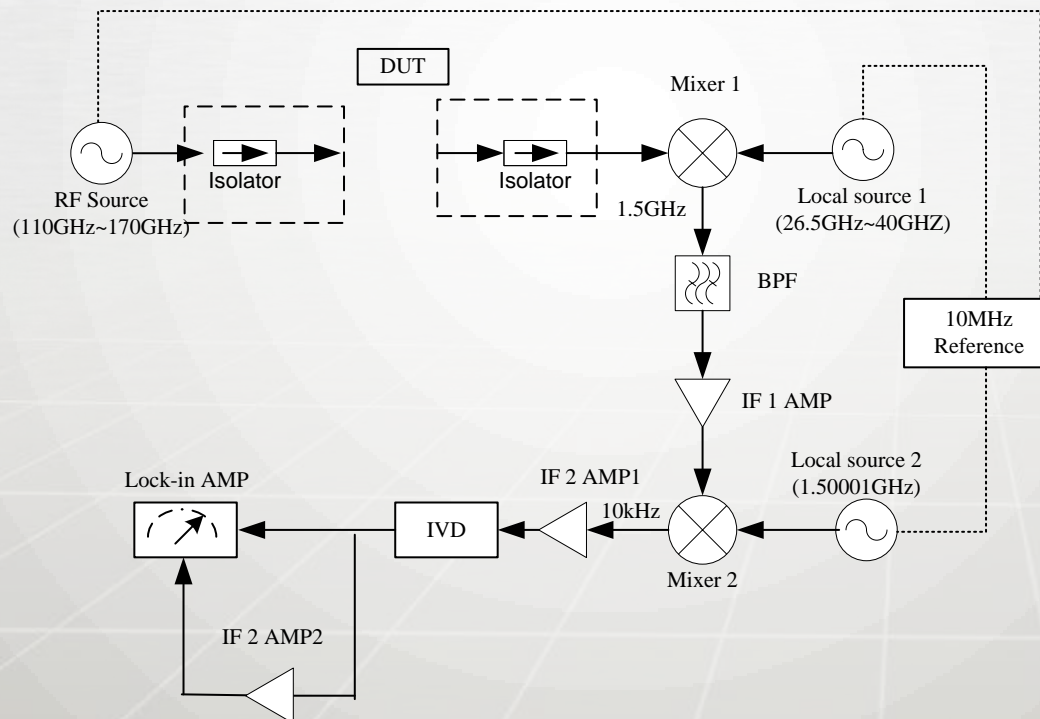 DUT
Mixer 1
Isolator
Isolator
RF Source
(110GHz~170GHz)
Local source 1
(26.5GHz~40GHZ)
1.5GHz
BPF
10MHz
Reference
IF 1 AMP
Local source 2
(1.50001GHz)
Lock-in AMP
IF 2 AMP1
10kHz
IVD
Mixer 2
IF 2 AMP2